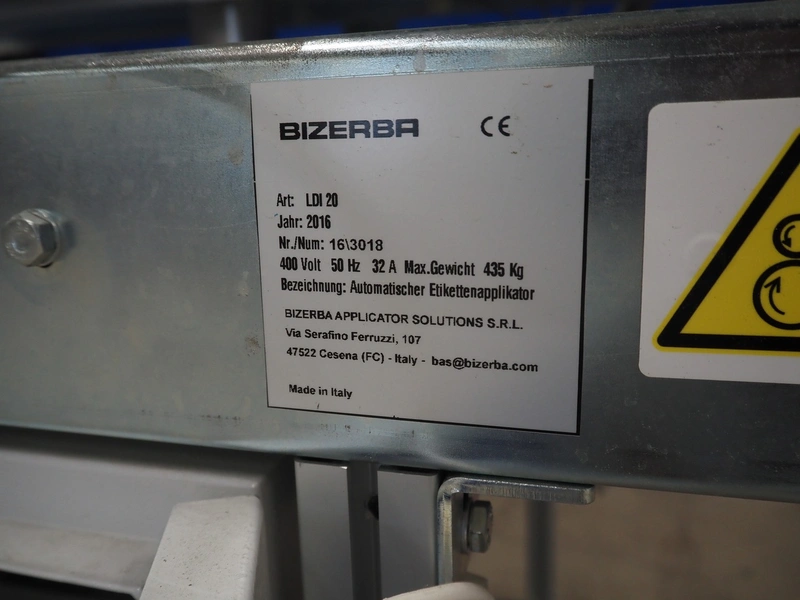 BIZERBA CE
Art: LDI 20
Jahr: 2016
Nr./Num: 16\3018
400 Volt 50 Hz 32 A Max.Gewicht 435 Kg
Bezeichnung: Automatischer Etikettenapplikator
BIZERBA APPLICATOR SOLUTIONS S.R.L.
Via Serafino Ferruzzi, 107
47522 Cesena (FC) - Italy - bas@bizerba.com
Made in Italy